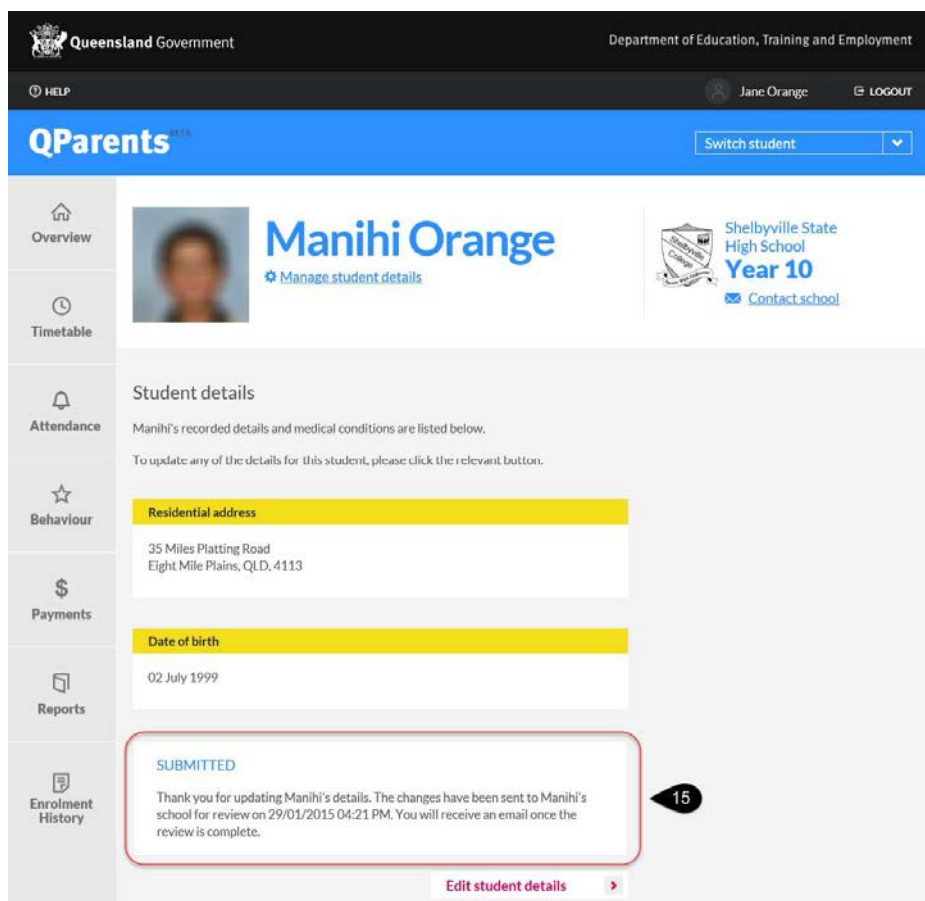 Queensland Government
Department of Education, Training and Employment
HELP
Jane Orange
LOGOUT
QParents BETA
Switch student
Overview
Timetable
Attendance
Behaviour
Payments
Reports
Enrolment
History
Manihi Orange
Manage student details
Shelbyville
College
Shelbyville State
High School
Year 10
Contact school
Student details
Manihi's recorded details and medical conditions are listed below.
To update any of the details for this student, please click the relevant button.
Residential address
35 Miles Platting Road
Eight Mile Plains, QLD, 4113
Date of birth
02 July 1999
SUBMITTED
Thank you for updating Manihi's details. The changes have been sent to Manihi's
school for review on 29/01/2015 04:21 PM. You will receive an email once the
review is complete.
15
Edit student details